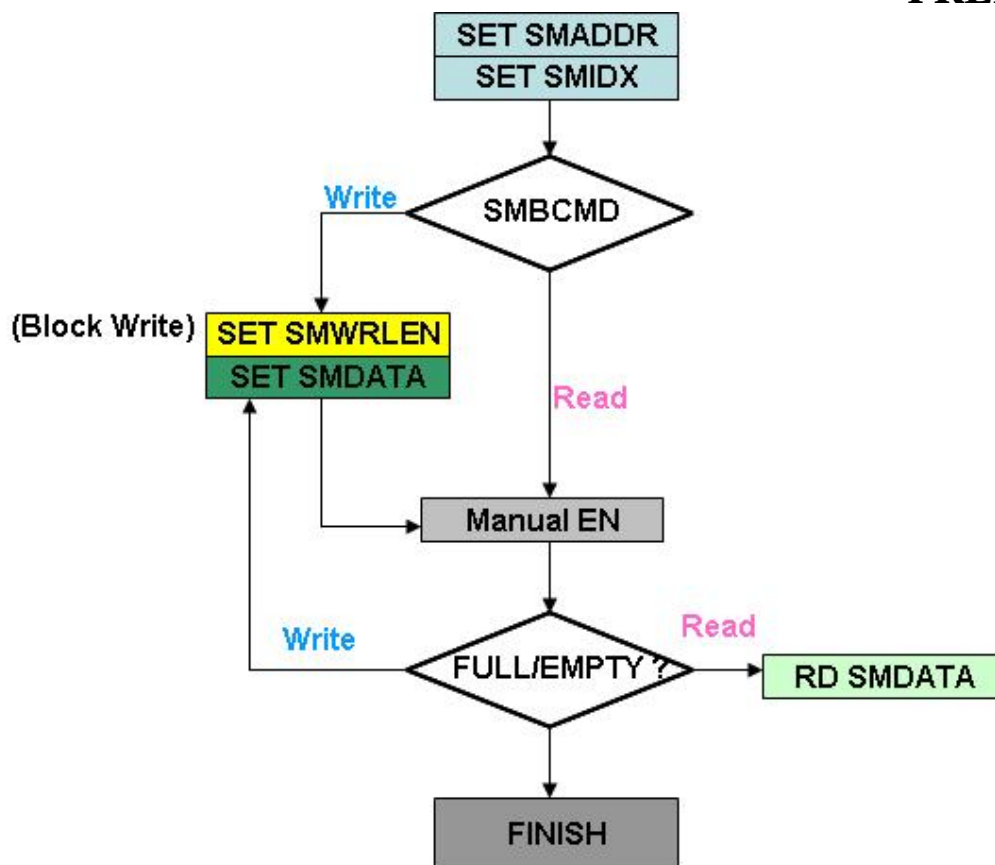 SET SMADDR
SET SMIDX
SMBCMD
Write
(Block Write)
SET SMWRLEN
SET SMDATA
Read
Manual EN
Write
FULL/EMPTY ?
Read
RD SMDATA
FINISH